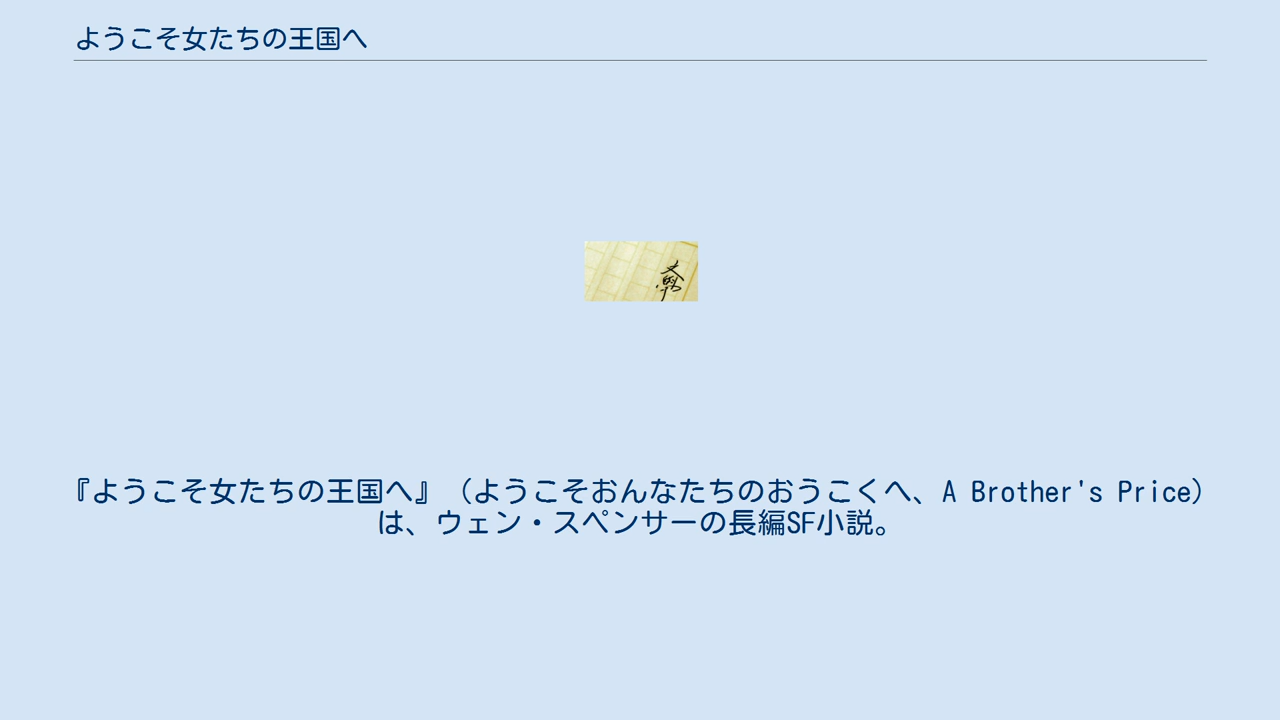 ようこそ女たちの王国へ
『ようこそ女たちの王国へ』（ようこそおんなたちのおうこくへ、A Brother's Price）
は、ウェン・スペンサーの長編SF小説。